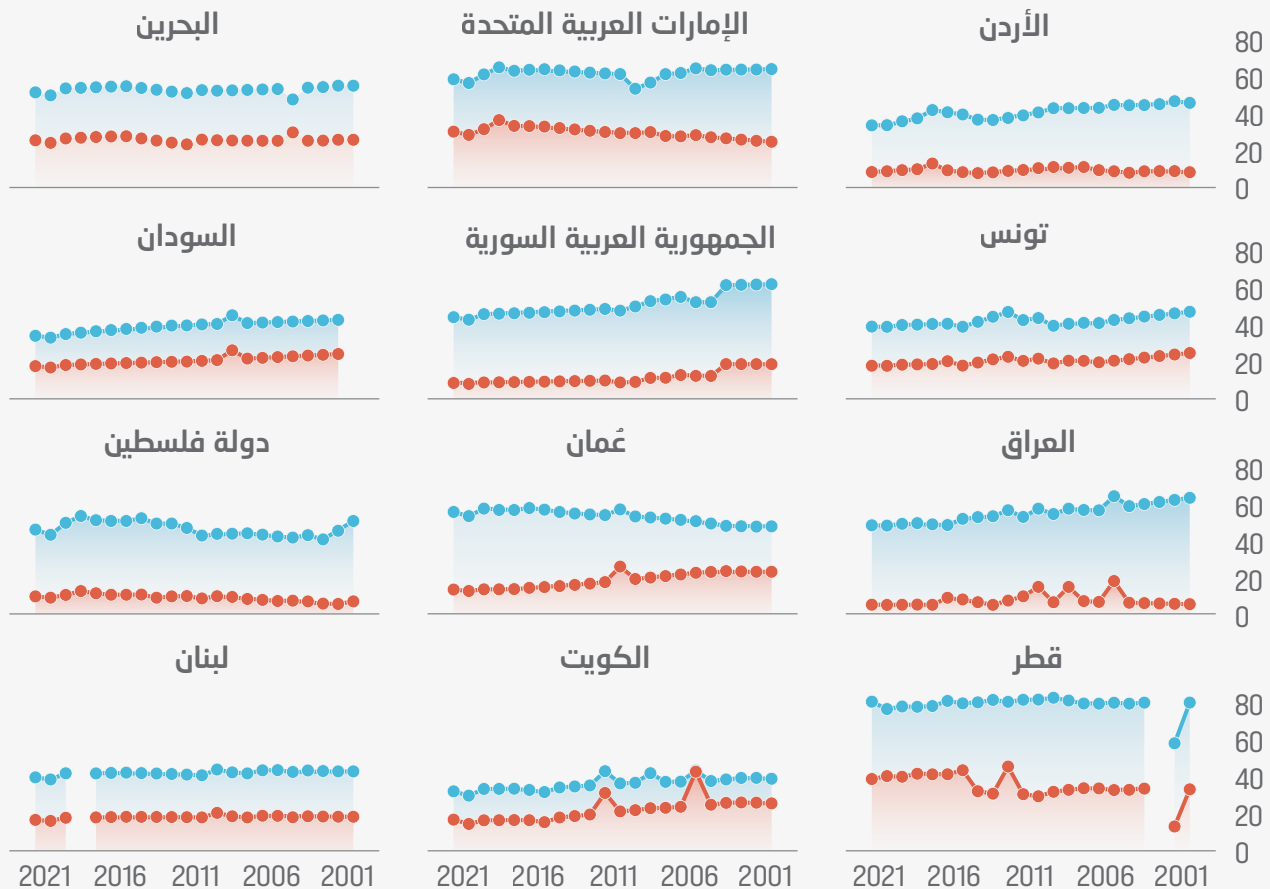 الأردن
الإمارات العربية المتحدة
البحرين
80
60
40
20
0
تونس
الجمهورية العربية السورية
السودان
80
60
40
20
0
العراق
عُمان
دولة فلسطين
80
60
40
20
0
قطر
الكويت
لبنان
80
60
40
20
0
2001 2006 2011 2016 2021
2001 2006 2011 2016 2021
2001 2006 2011 2016 2021